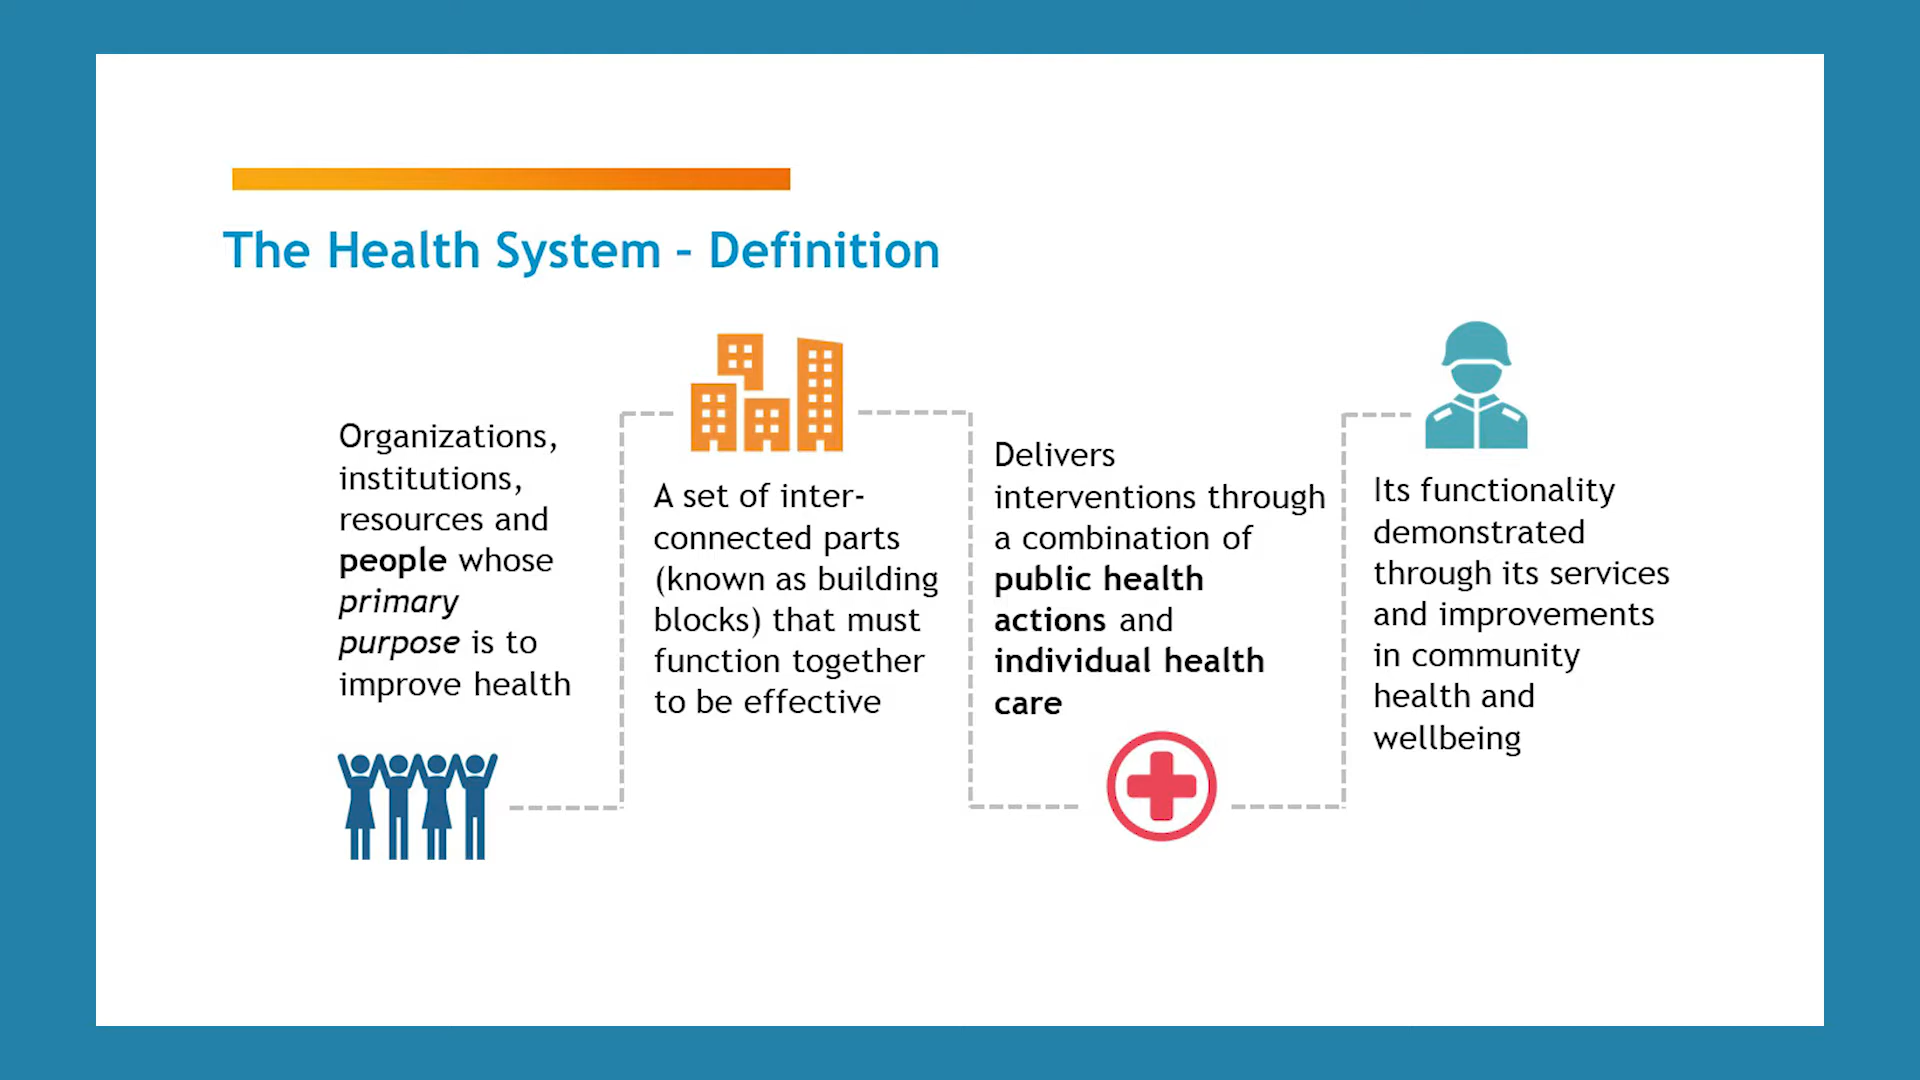 The Health System – Definition
Organizations,
institutions,
resources and
people whose
primary
purpose is to
improve health
A set of inter-
connected parts
(known as building
blocks) that must
function together
to be effective
Delivers
interventions through
a combination of
public health
actions and
individual health
care
Its functionality
demonstrated
through its services
and improvements
in community
health and
wellbeing